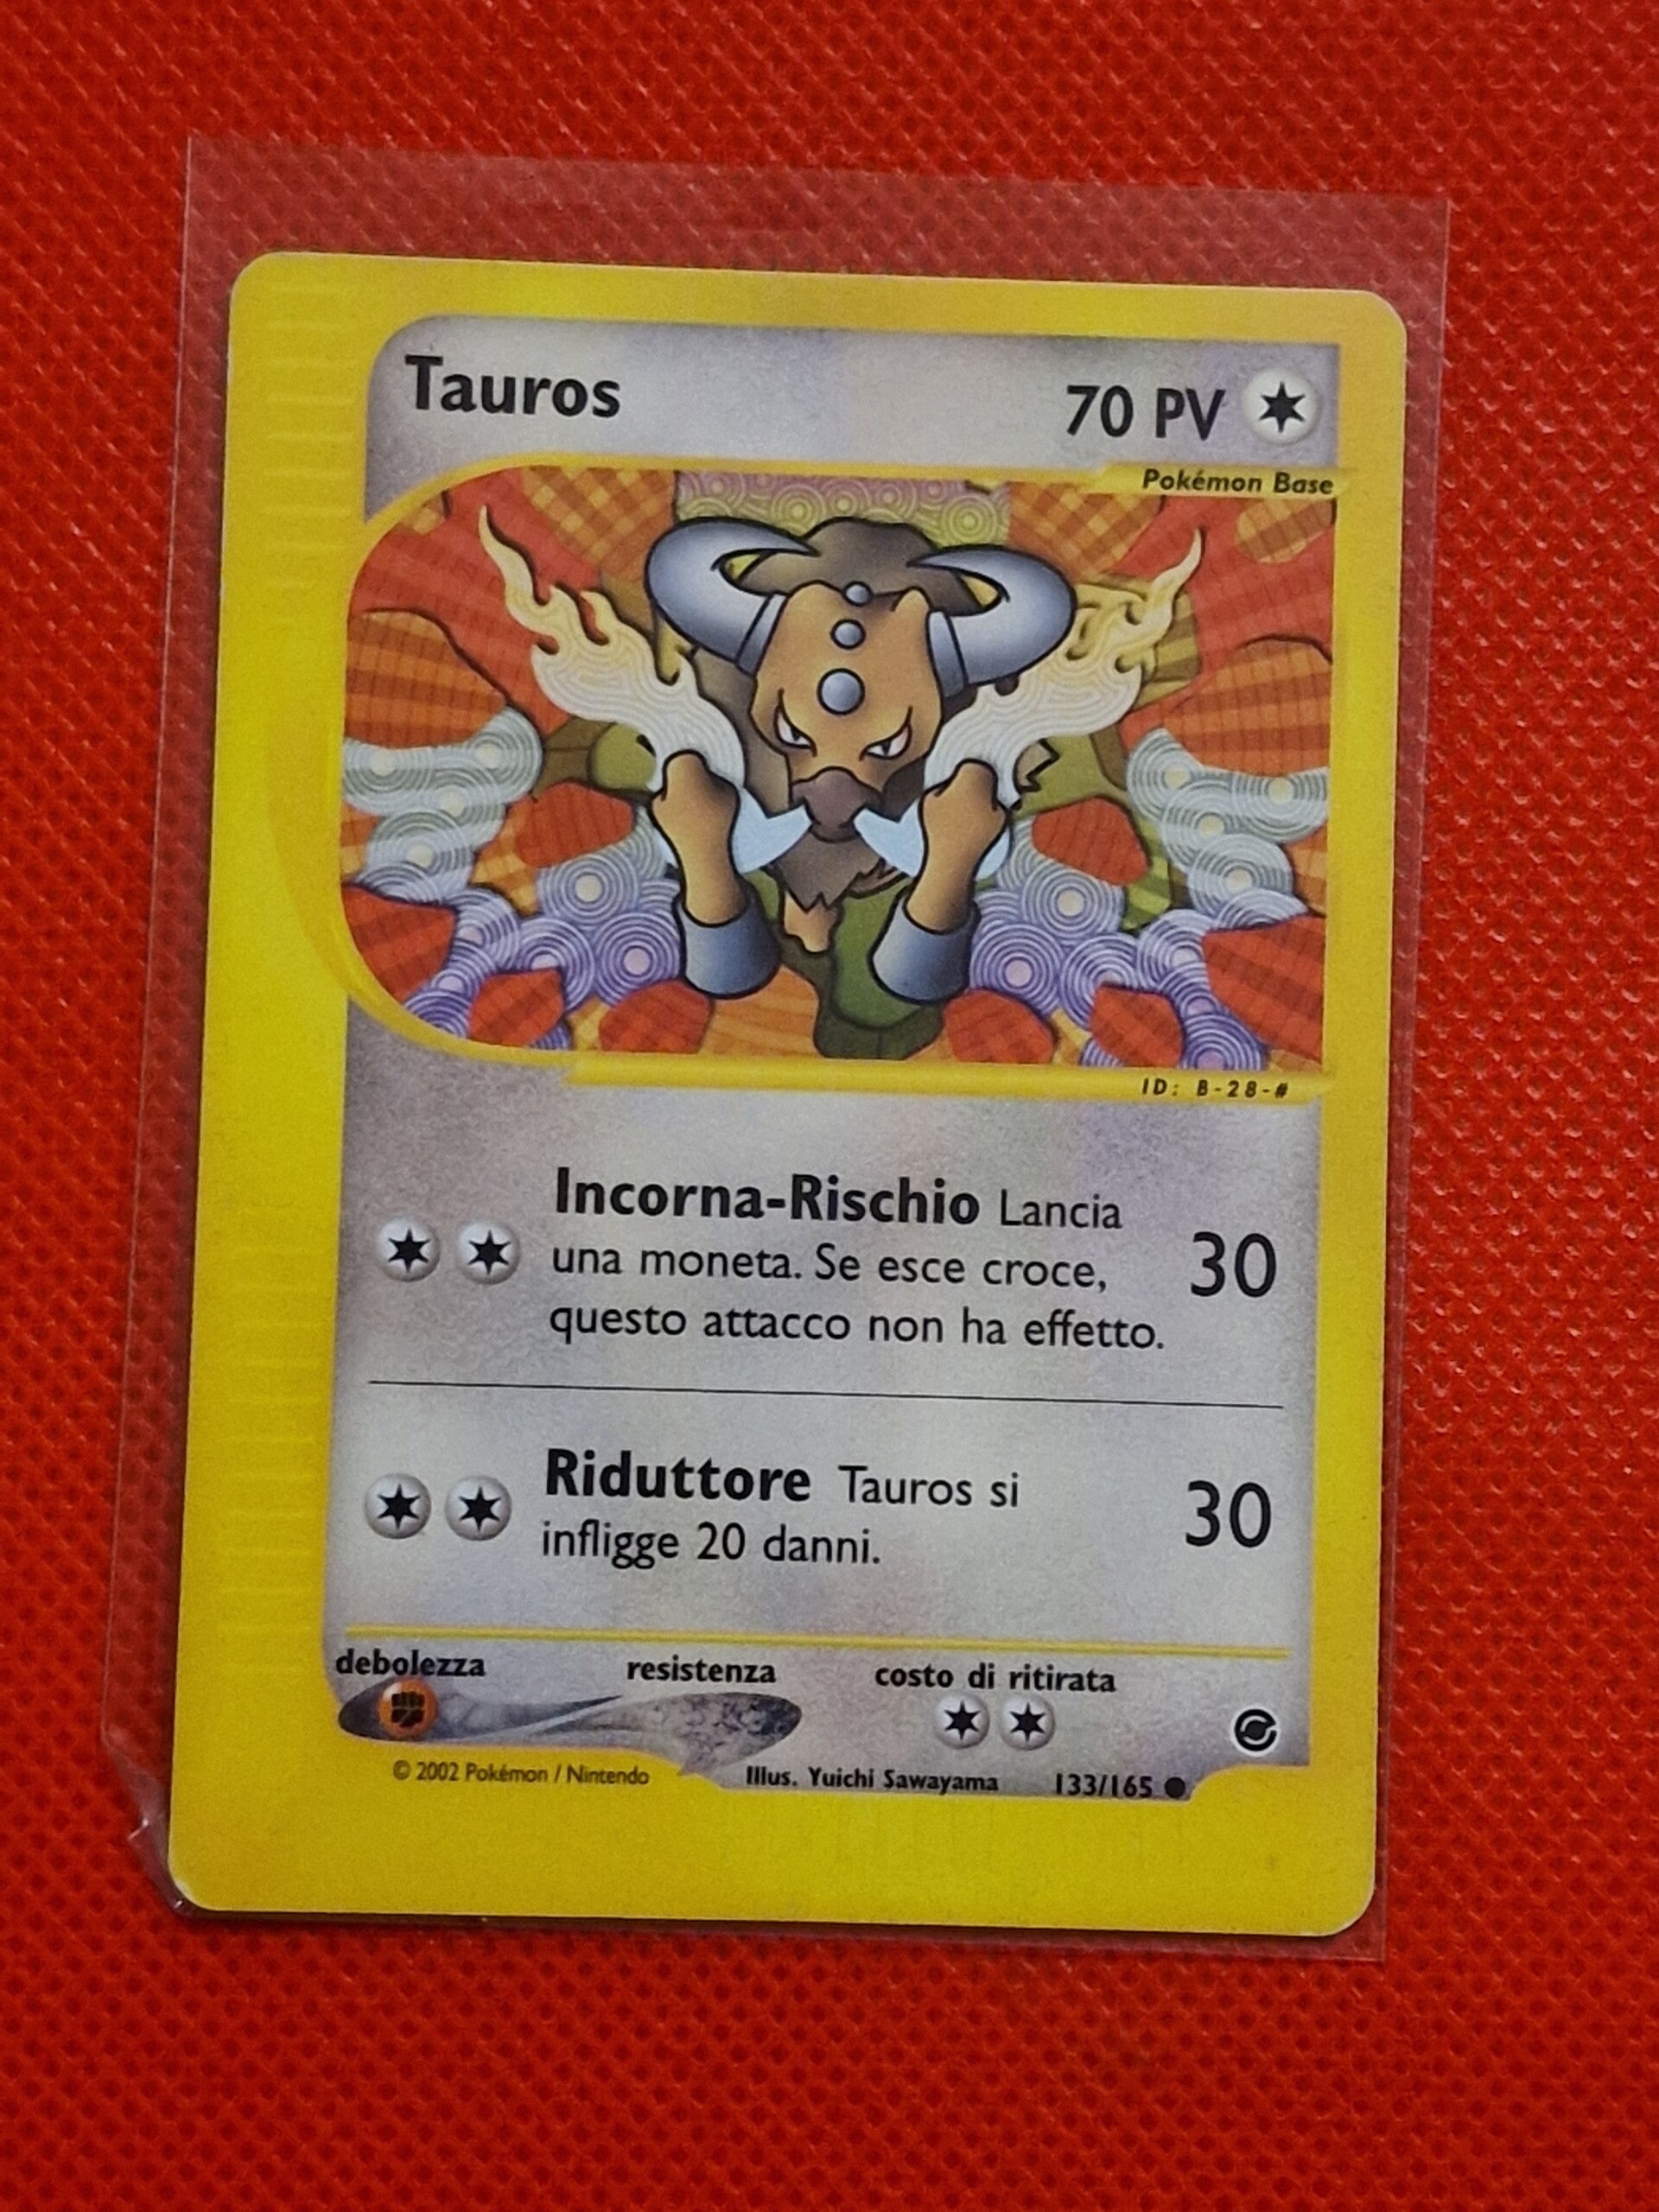 Tauros
70 PV
Pokémon Base
ID: B-28-#
Incorna-Rischio Lancia
una moneta. Se esce croce,
questo attacco non ha effetto.
30
Riduttore Tauros si
infligge 20 danni.
30
debolezza resistenza costo di ritirata
© 2002 Pokémon / Nintendo Illus. Yuichi Sawayama 133/165